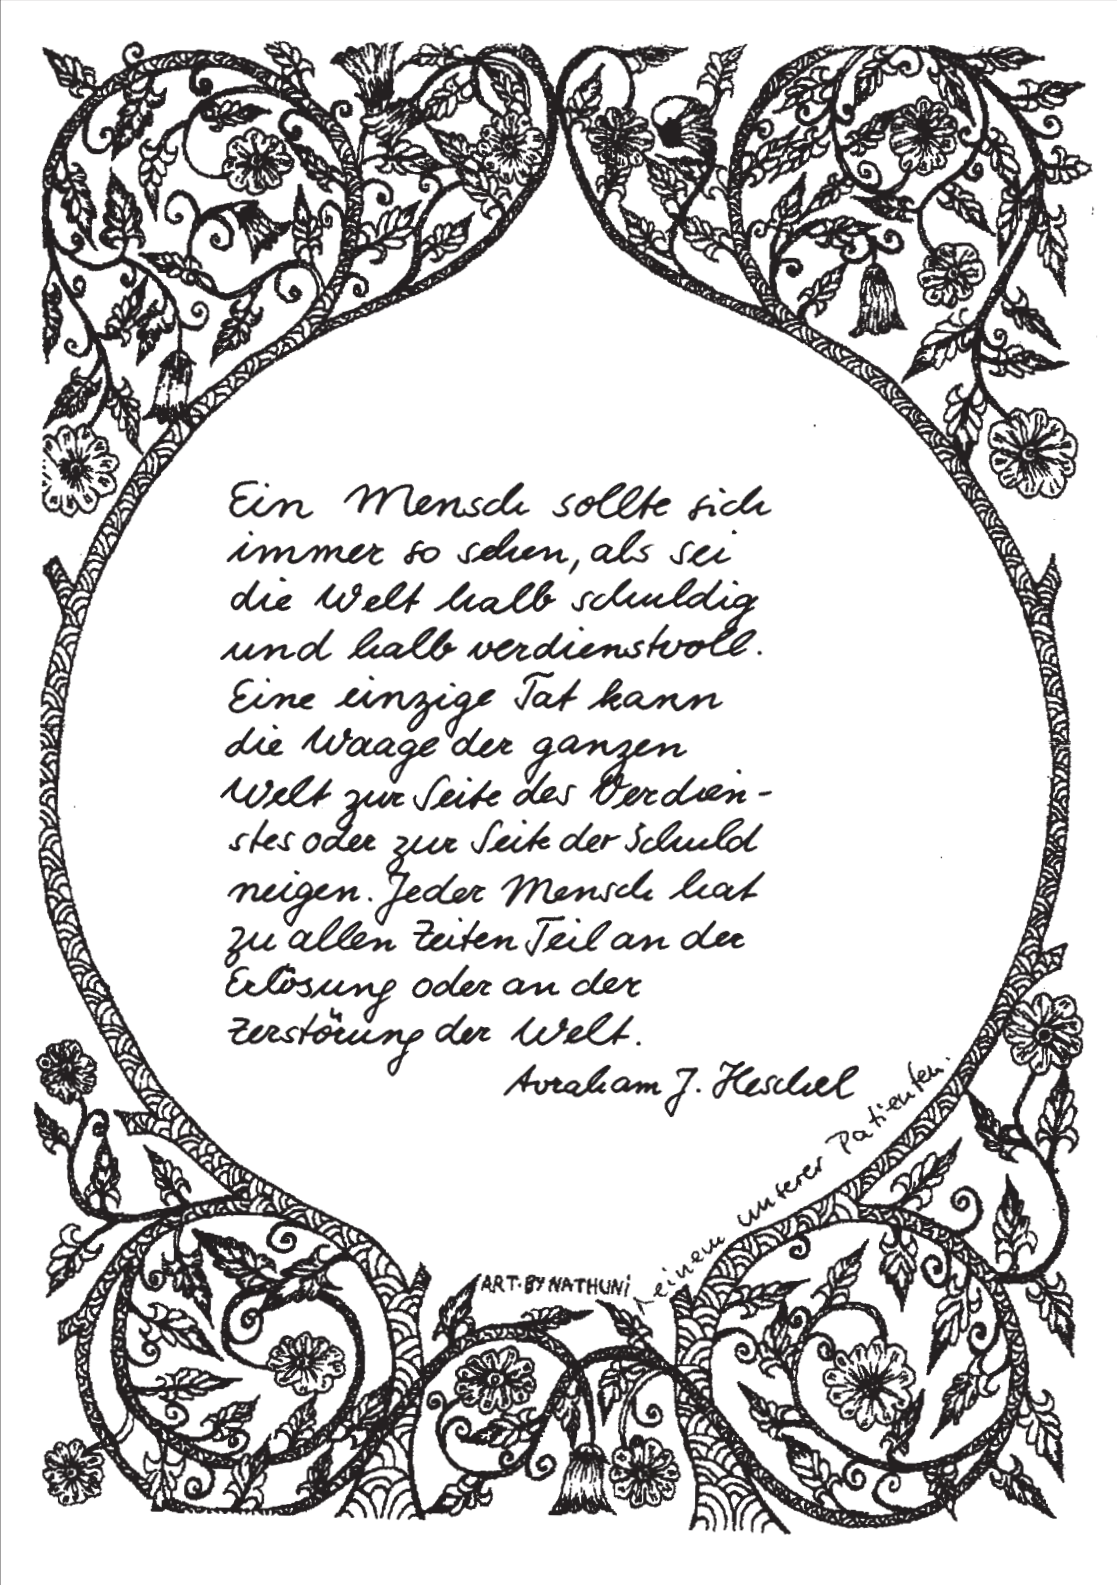 Ein Mensch sollte sich
immer so sehen, als sei
die Welt halb schuldig
und halb verdienstvoll.
Eine einzige Tat kann
die Waage der ganzen
Welt zur Seite des Verdien-
stes oder zur Seite der Schuld
neigen. Jeder Mensch hat
zu allen Zeiten Teil an der
Erlösung oder an der
Zerstörung der Welt.
Avraham J. Heschel
ART·BY NATHUNi
einem unserer Patienten.